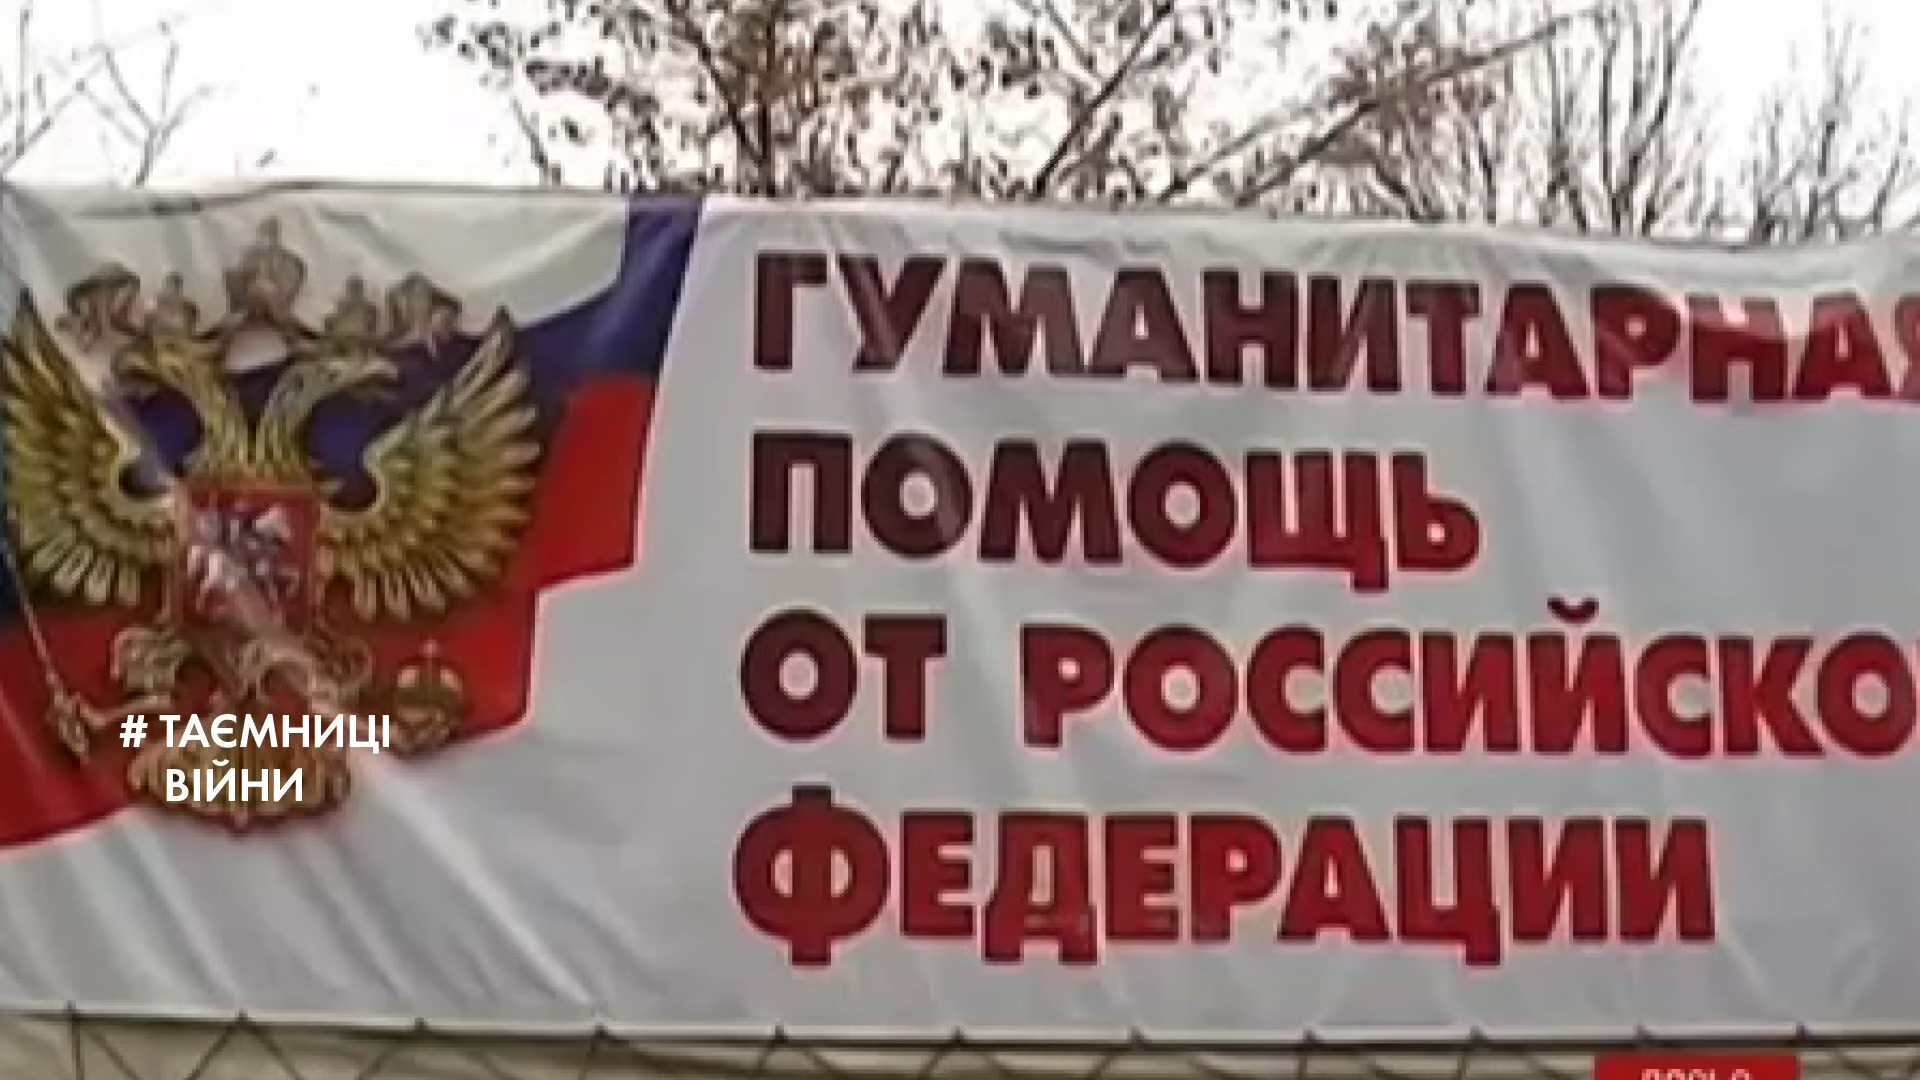 ГУМАНИТАРНАЯ
ПОМОЩЬ
ОТ РОССИЙСКО
ФЕДЕРАЦИИ
# ТАЄМНИЦІ
ВІЙНИ